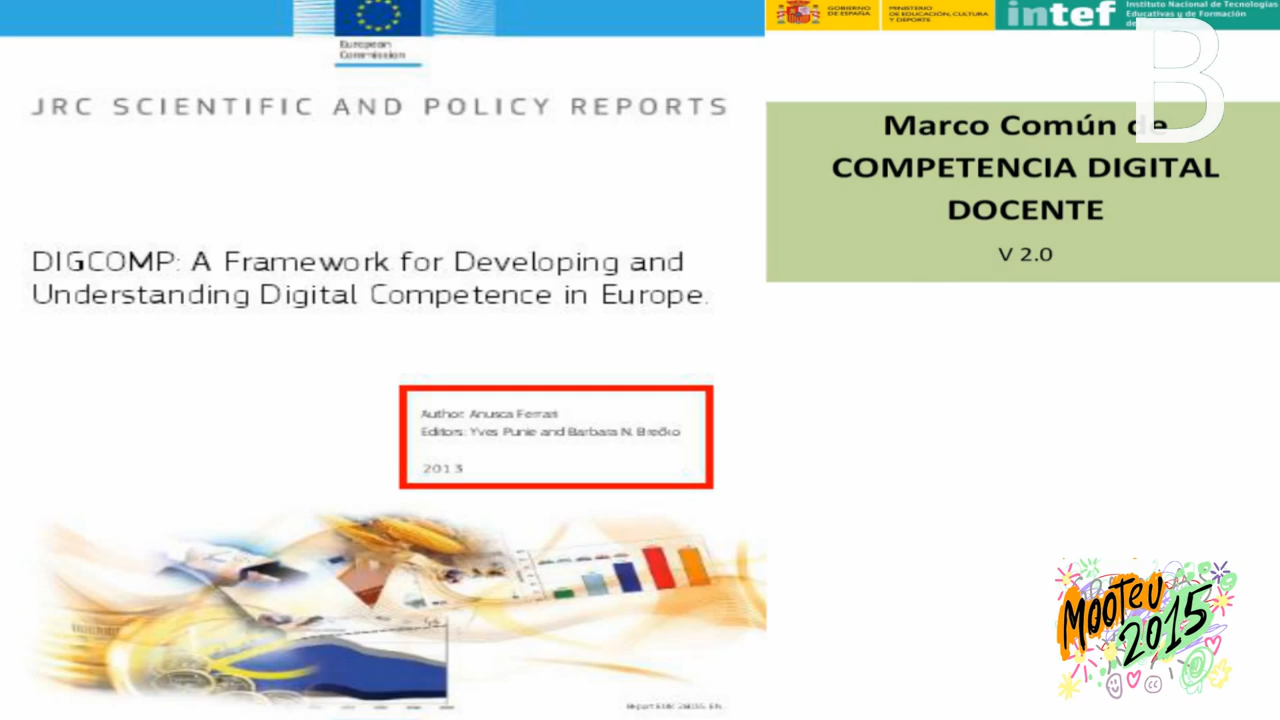 European
Commission
JRC SCIENTIFIC AND POLICY REPORTS
DIGCOMP: A Framework for Developing and
Understanding Digital Competence in Europe.
Author: Anusca Ferrari
Editors: Yves Punie and Barbara N. Brečko
2013
GOBIERNO
DE ESPAÑA
MINISTERIO
DE EDUCACIÓN, CULTURA
Y DEPORTE
intef
Instituto Nacional de Tecnologías
Educativas y de Formación
B
Marco Común de
COMPETENCIA DIGITAL
DOCENTE
V 2.0
MOOTEU
2015